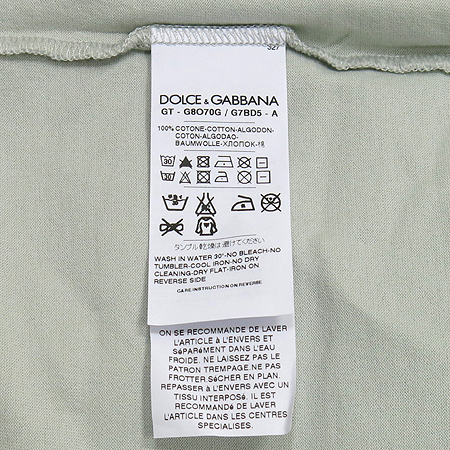 327
DOLCE & GABBANA
GT - G8O70G / G7BD5 - A
100% COTONE-COTTON-ALGODON-
COTON-ALGODAO-
BAUMWOLLE-ХЛОПОК-棉
30
30
タンブル乾燥は避けてください
WASH IN WATER 30°-NO BLEACH-NO
TUMBLER-COOL IRON-NO DRY
CLEANING-DRY FLAT-IRON ON
REVERSE SIDE
CARE INSTRUCTION ON REVERSE
ON SE RECOMMANDE DE LAVER
L'ARTICLE à L'ENVERS ET
SéPARéMENT DANS L'EAU
FROIDE. NE LAISSEZ PAS LE
PATRON TREMPAGE.NE PAS
FROTTER.SéCHER EN PLAN.
REPASSER à L'ENVERS AVEC UN
TISSU INTERPOSé. IL EST
RECOMMANDé DE LAVER
L'ARTICLE DANS LES CENTRES
SPECIALISES.